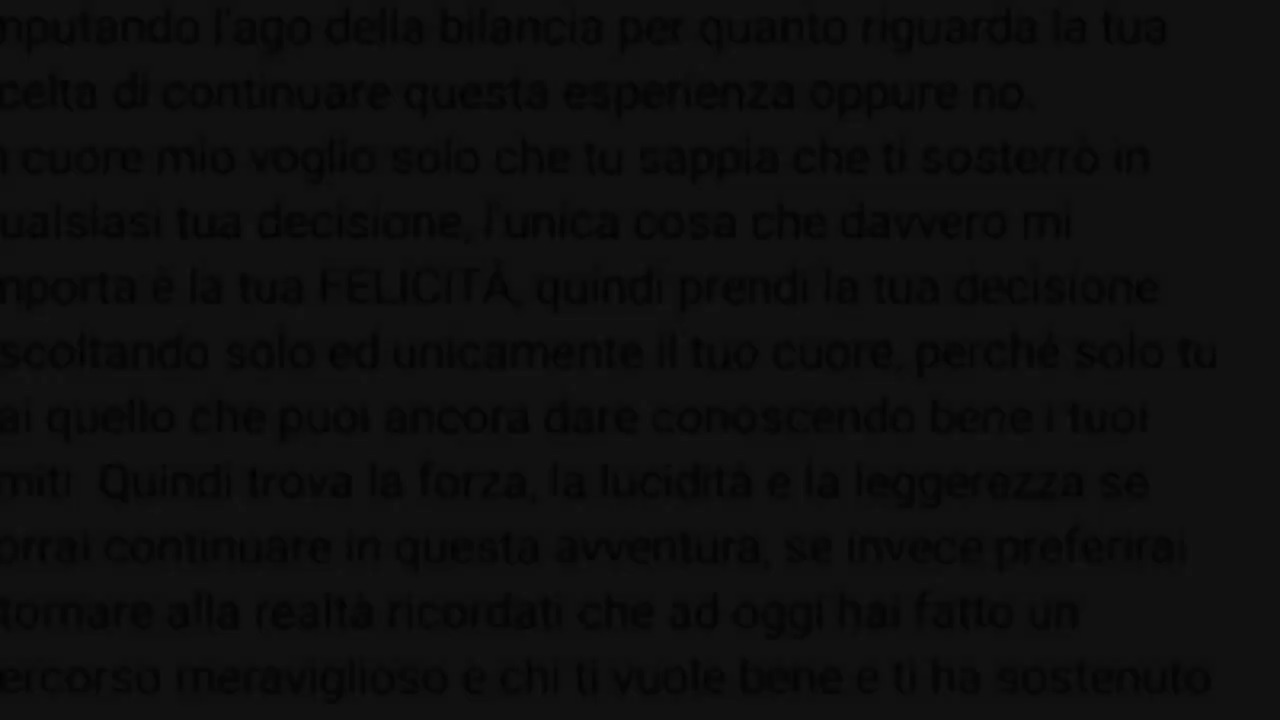 mputando l'ago della bilancia per quanto riguarda la tua
celta di continuare questa esperienza oppure no.
n cuore mio voglio solo che tu sappia che ti sosterrò in
ualsiasi tua decisione, l'unica cosa che davvero mi
mporta è la tua FELICITÀ, quindi prendi la tua decisione
scoltando solo ed unicamente il tuo cuore, perché solo tu
ai quello che puoi ancora dare conoscendo bene i tuoi
miti. Quindi trova la forza, la lucidità e la leggerezza se
orrai continuare in questa avventura, se invece preferirai
tornare alla realtà ricordati che ad oggi hai fatto un
ercorso meraviglioso e chi ti vuole bene e ti ha sostenuto